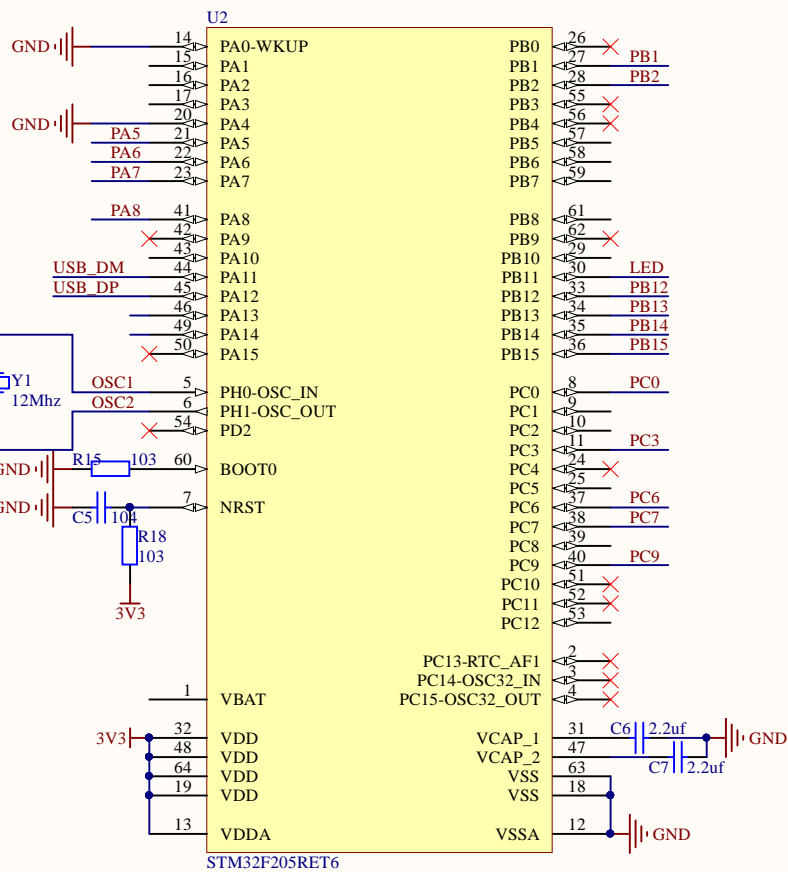 U2
GND 14 PA0-WKUP PB0 26
15 PA1 PB1 27 PB1
16 PA2 PB2 28 PB2
17 PA3 PB3 55
GND 20 PA4 PB4 56
PA5 21 PA5 PB5 57
PA6 22 PA6 PB6 58
PA7 23 PA7 PB7 59
PA8 41 PA8 PB8 61
42 PA9 PB9 62
43 PA10 PB10 29
USB_DM 44 PA11 PB11 30 LED
USB_DP 45 PA12 PB12 33 PB12
46 PA13 PB13 34 PB13
49 PA14 PB14 35 PB14
50 PA15 PB15 36 PB15
Y1
12Mhz
OSC1 5 PH0-OSC_IN PC0 8 PC0
OSC2 6 PH1-OSC_OUT PC1 9
54 PD2 PC2 10
PC3 11 PC3
GND R15 103 60 BOOT0 PC4 24
PC5 25
GND C5 104 7 NRST PC6 37 PC6
PC7 38 PC7
R18
103
PC8 39
PC9 40 PC9
PC10 51
PC11 52
3V3
PC12 53
PC13-RTC_AF1 2
PC14-OSC32_IN 3
1 VBAT PC15-OSC32_OUT 4
3V3 32 VDD VCAP_1 31 C6 2.2uf GND
48 VDD VCAP_2 47 C7 2.2uf
64 VDD VSS 63
19 VDD VSS 18
13 VDDA VSSA 12 GND
STM32F205RET6